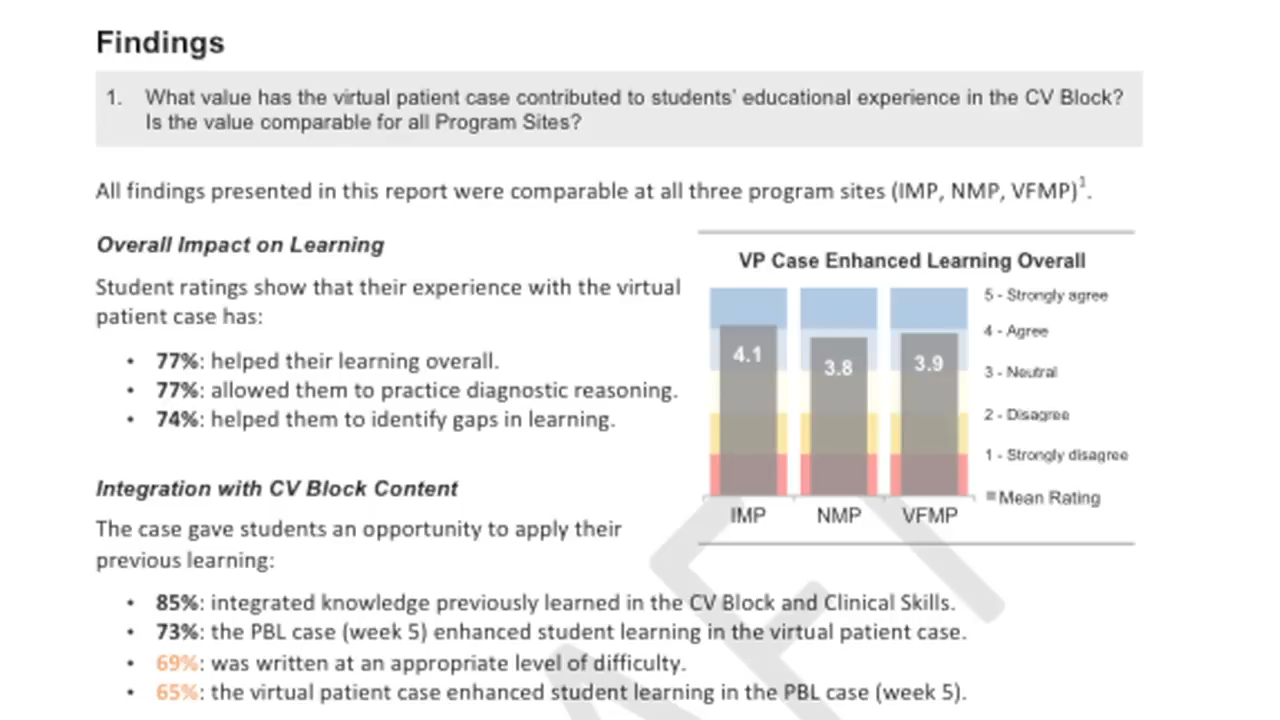 Findings
1. What value has the virtual patient case contributed to students' educational experience in the CV Block?
Is the value comparable for all Program Sites?
All findings presented in this report were comparable at all three program sites (IMP, NMP, VFMP)1.
Overall Impact on Learning
Student ratings show that their experience with the virtual
patient case has:
• 77%: helped their learning overall.
• 77%: allowed them to practice diagnostic reasoning.
• 74%: helped them to identify gaps in learning.
VP Case Enhanced Learning Overall
5 - Strongly agree
4 - Agree
3 - Neutral
2 - Disagree
1 - Strongly disagree
Mean Rating
4.1
3.8
3.9
IMP
NMP
VFMP
Integration with CV Block Content
The case gave students an opportunity to apply their
previous learning:
• 85%: integrated knowledge previously learned in the CV Block and Clinical Skills.
• 73%: the PBL case (week 5) enhanced student learning in the virtual patient case.
• 69%: was written at an appropriate level of difficulty.
• 65%: the virtual patient case enhanced student learning in the PBL case (week 5).